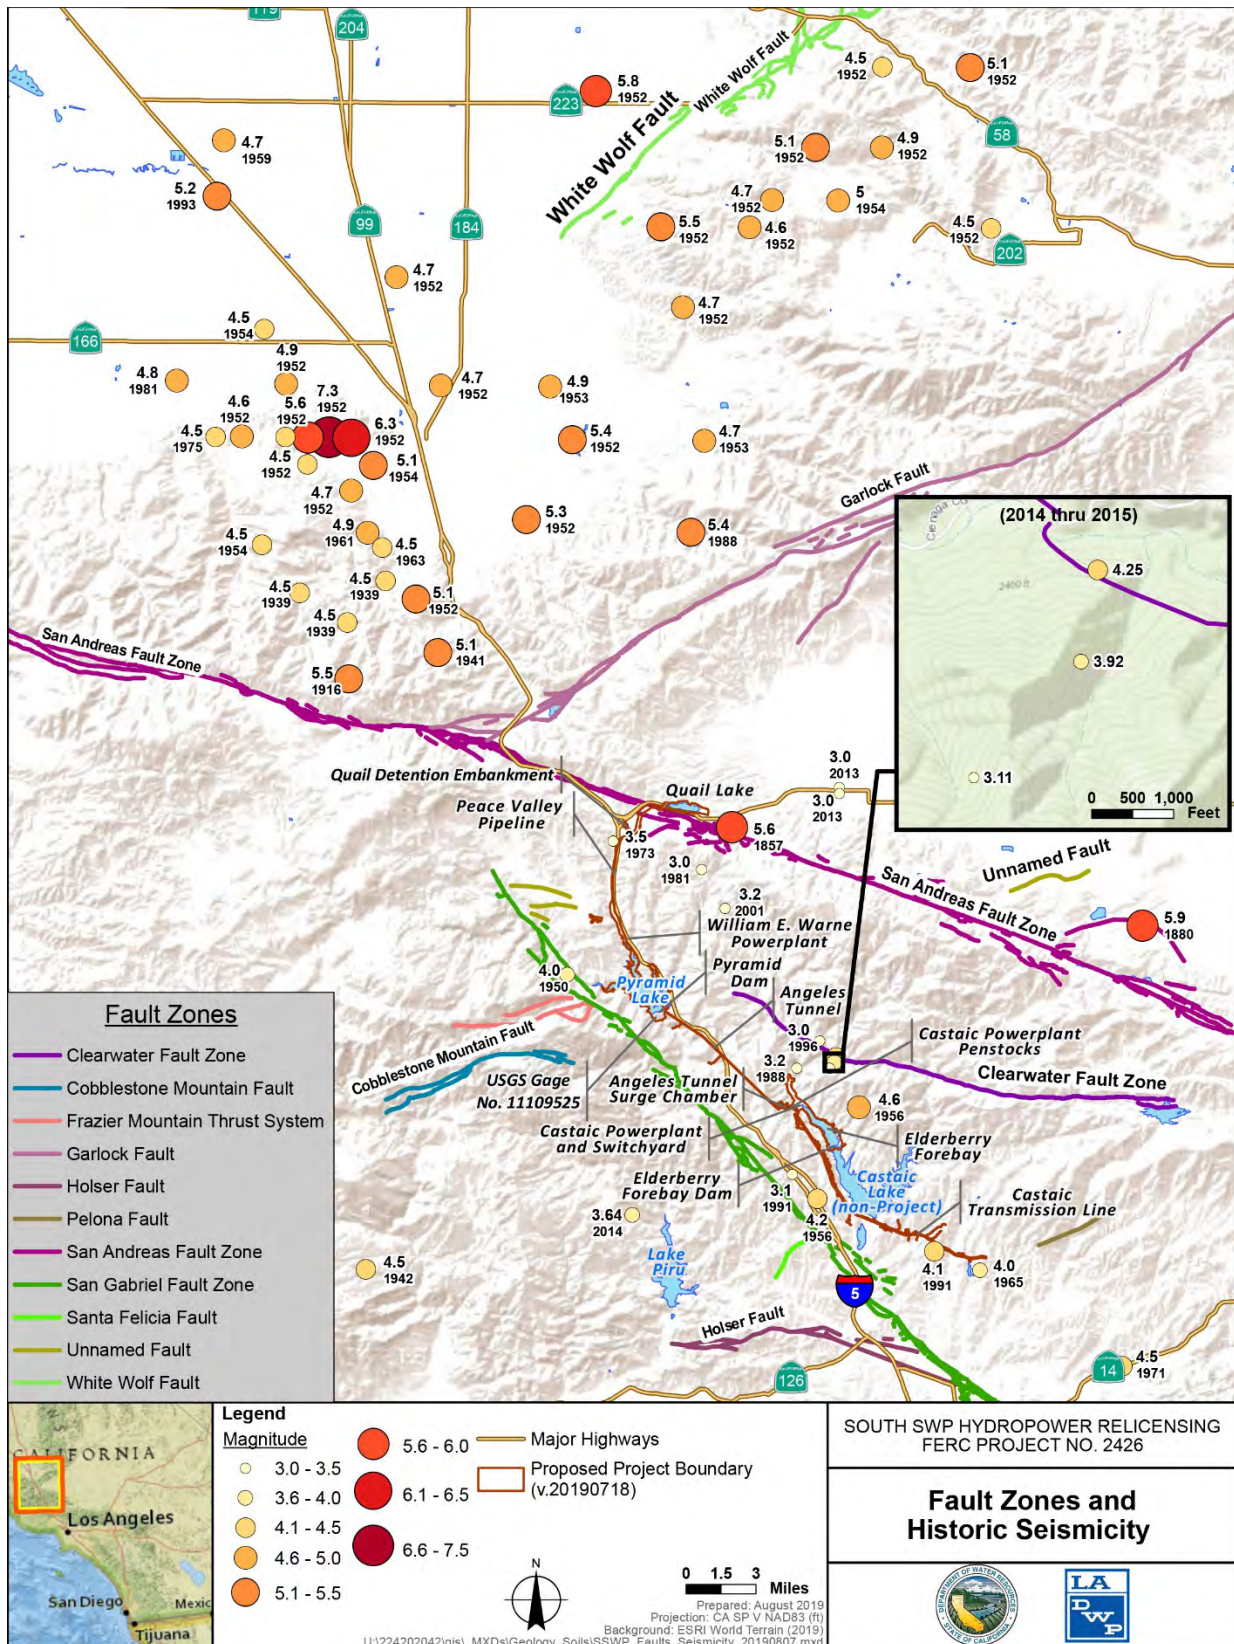 119
204
4.5
1952
5.1
1952
5.8
1952
223
White Wolf Fault
White Wolf Fault
58
4.7
1959
5.1
1952
4.9
1952
5.2
1993
99
184
4.7
1952
5
1954
5.5
1952
4.6
1952
4.5
1952
202
4.7
1952
4.7
1952
4.5
1954
166
4.9
1952
4.8
1981
4.7
1952
4.9
1953
7.3
1952
4.6
1952
5.6
1952
6.3
1952
4.5
1975
5.4
1952
4.7
1953
4.5
1952
5.1
1954
Garlock Fault
4.7
1952
5.3
1952
4.9
1961
5.4
1988
4.5
1954
4.5
1963
4.5
1939
4.5
1939
5.1
1952
4.5
1939
San Andreas Fault Zone
5.1
1941
5.5
1916
(2014 thru 2015)
2400 ft
4.25
3.92
3.11
0 500 1,000
Feet
Quail Detention Embankment
Quail Lake
3.0
2013
3.0
2013
Peace Valley
Pipeline
3.5
1973
5.6
1857
3.0
1981
Unnamed Fault
San Andreas Fault Zone
3.2
2001
5.9
1880
William E. Warne
Powerplant
4.0
1950
Pyramid
Lake
Pyramid
Dam
Angeles
Tunnel
3.0
1996
Castaic Powerplant
Penstocks
Cobblestone Mountain Fault
USGS Gage
No. 11109525
3.2
1988
Clearwater Fault Zone
Angeles Tunnel
Surge Chamber
4.6
1956
Castaic Powerplant
and Switchyard
Elderberry
Forebay
Elderberry
Forebay Dam
3.1
1991
Castaic
Lake
(non-Project)
Castaic
Transmission Line
3.64
2014
4.2
1956
4.5
1942
Lake
Piru
4.1
1991
4.0
1965
5
Holser Fault
126
14
4.5
1971
Fault Zones
Clearwater Fault Zone
Cobblestone Mountain Fault
Frazier Mountain Thrust System
Garlock Fault
Holser Fault
Pelona Fault
San Andreas Fault Zone
San Gabriel Fault Zone
Santa Felicia Fault
Unnamed Fault
White Wolf Fault
CALIFORNIA
Los Angeles
San Diego
Mexic
Tijuana
Legend
Magnitude
3.0 - 3.5
3.6 - 4.0
4.1 - 4.5
4.6 - 5.0
5.1 - 5.5
5.6 - 6.0
6.1 - 6.5
6.6 - 7.5
Major Highways
Proposed Project Boundary
(v.20190718)
N
0 1.5 3
Miles
Prepared: August 2019
Projection: CA SP V NAD83 (ft)
Background: ESRI World Terrain (2019)
SOUTH SWP HYDROPOWER RELICENSING
FERC PROJECT NO. 2426
Fault Zones and
Historic Seismicity
DEPARTMENT OF WATER RESOURCES
STATE OF CALIFORNIA
LA
DWP